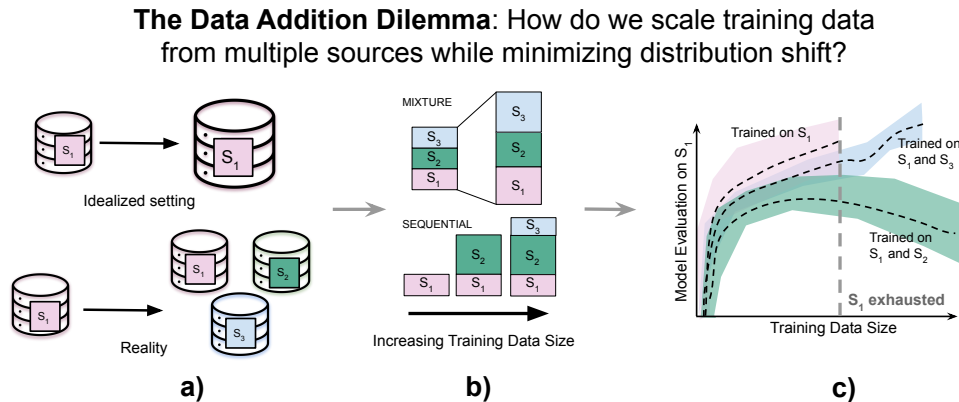 The Data Addition Dilemma: How do we scale training data
from multiple sources while minimizing distribution shift?
S1
S1
Idealized setting
S1
S1
S2
S3
Reality
a)
MIXTURE
S3
S2
S1
S3
S2
S1
SEQUENTIAL
S1
S2
S1
S3
S2
S1
Increasing Training Data Size
b)
Model Evaluation on S1
Trained on S1
Trained on
S1 and S3
Trained on
S1 and S2
S1 exhausted
Training Data Size
c)